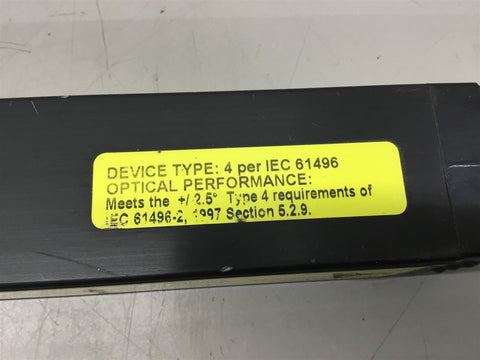 DEVICE TYPE: 4 per IEC 61496
OPTICAL PERFORMANCE:
Meets the +/ 2.5° Type 4 requirements of
IEC 61496-2, 1997 Section 5.2.9.